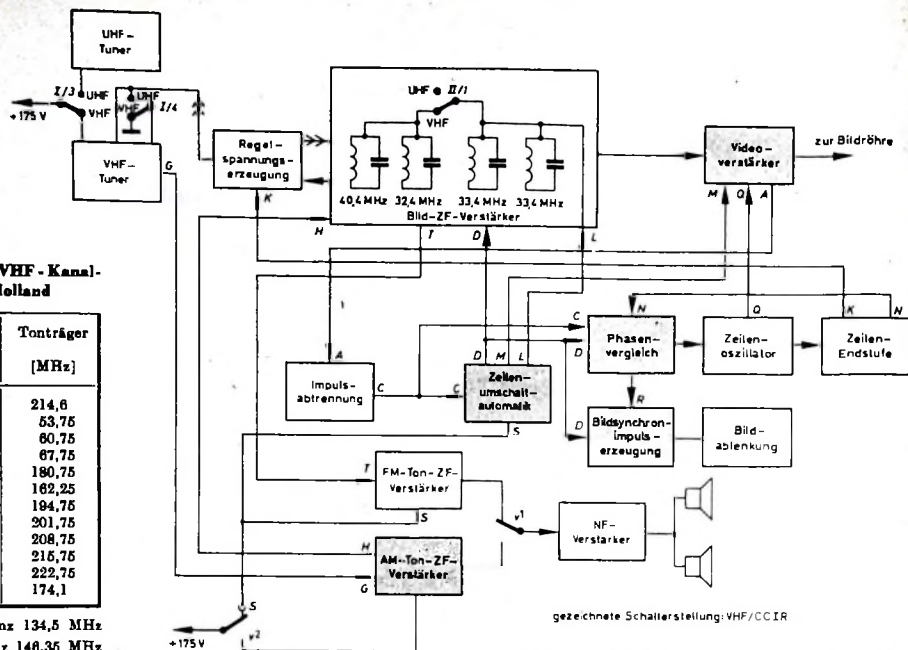 UHF-
Tuner
I/3
UHF
VHF
+175 V
UHF
VHF
I/4
VHF-
Tuner
G
Regel-
spannungs-
erzeugung
K
UHF
II/1
VHF
40,4 MHz
32,4 MHz
33,4 MHz
33,4 MHz
Bild-ZF-Verstärker
H
T
D
L
Video-
verstärker
M
Q
A
zur Bildröhre
VHF-Kanal-
Holland
Tonträger
[MHz]
214,6
53,75
60,75
67,75
180,75
162,25
194,75
201,75
208,75
215,75
222,75
174,1
nz 134,5 MHz
z 146,35 MHz
A
Impuls-
abtrennung
C
C
D
M
L
Zeilen-
umschalt-
automatik
S
C
D
N
Phasen-
vergleich
R
Q
Zeilen-
oszillator
K
N
Zeilen-
Endstufe
D
Bildsynchron-
impuls-
erzeugung
Bild-
ablenkung
T
FM-Ton-ZF-
Verstärker
S
v1
NF-
Verstärker
H
G
AM-Ton-ZF-
Verstärker
S
v2
+175 V
gezeichnete Schalterstellung: VHF/CCIR